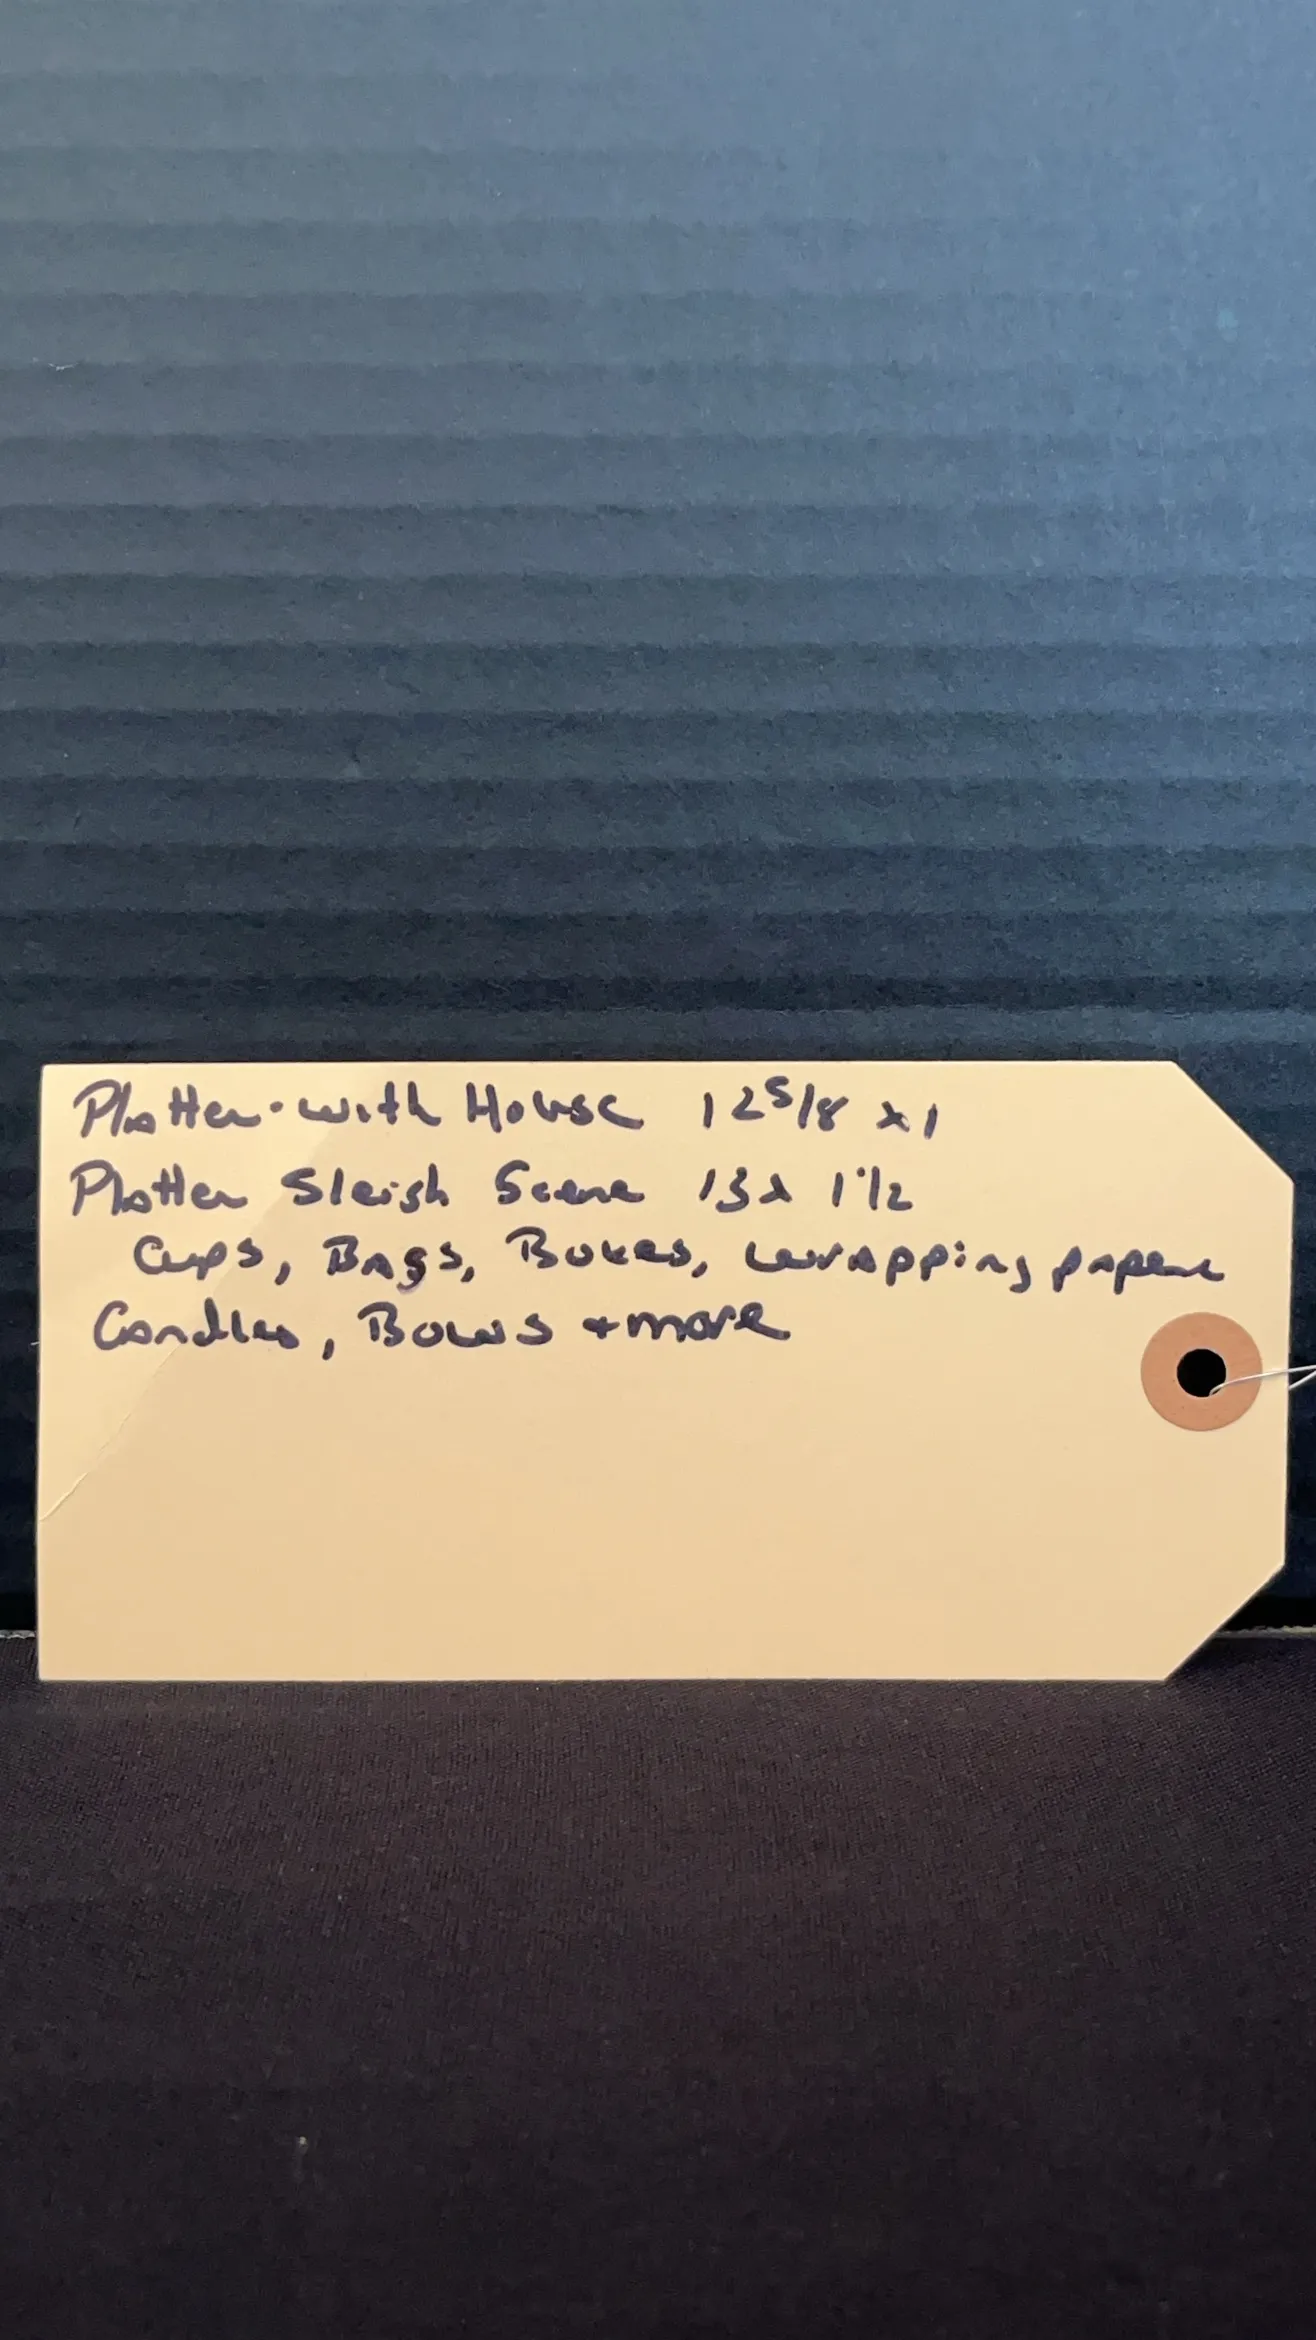 Platter with House 12 5/8 x 1
Platter Sleigh Scene 13 x 1 1/2
Cups, Bags, Boxes, wrapping paper
Candles, Bows + more